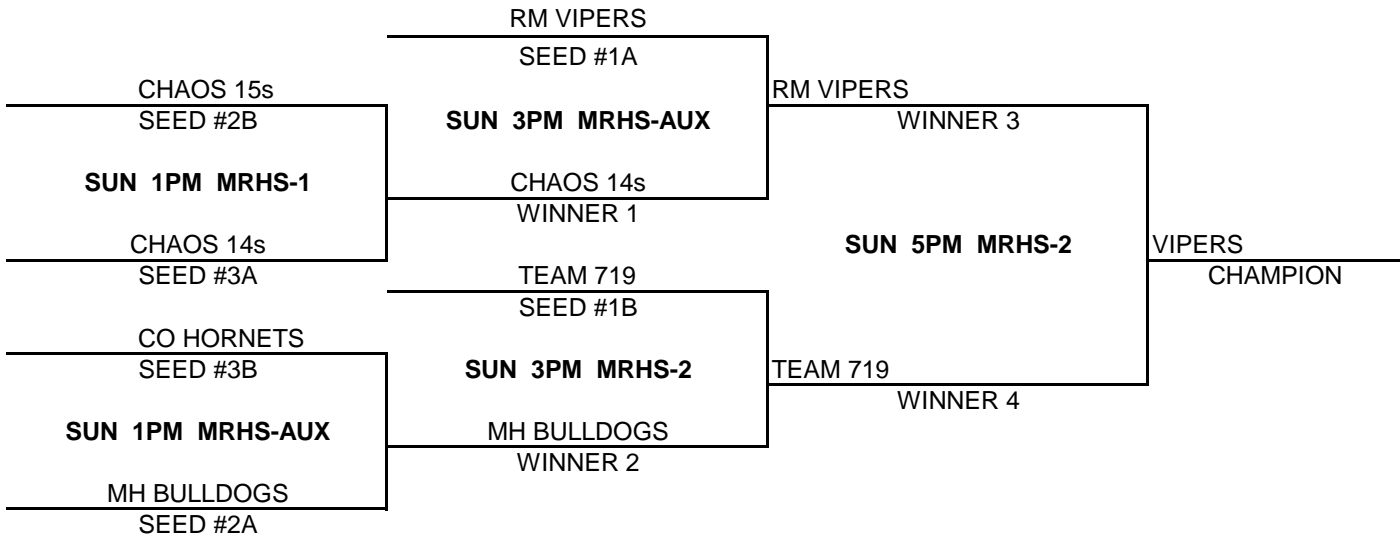 RM VIPERS
SEED #1A
CHAOS 15s
RM VIPERS
SEED #2B
SUN 3PM MRHS-AUX
WINNER 3
SUN 1PM MRHS-1
CHAOS 14s
WINNER 1
CHAOS 14s
SUN 5PM MRHS-2
VIPERS
SEED #3A
TEAM 719
CHAMPION
SEED #1B
CO HORNETS
SEED #3B
SUN 3PM MRHS-2
TEAM 719
WINNER 4
SUN 1PM MRHS-AUX
MH BULLDOGS
WINNER 2
MH BULLDOGS
SEED #2A